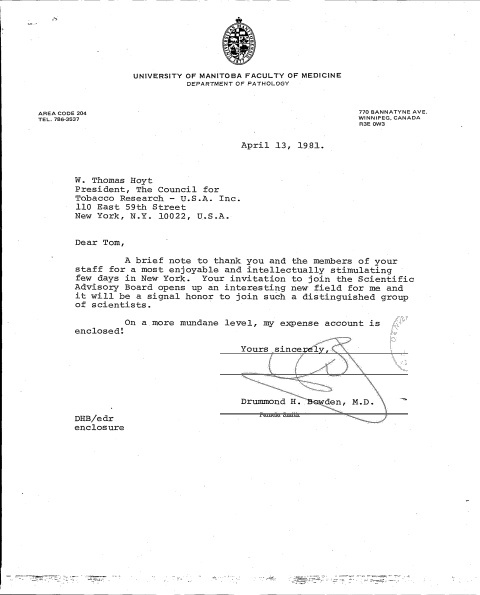 UNIVERSITY OF MANITOBA FACULTY OF MEDICINE
DEPARTMENT OF PATHOLOGY
AREA CODE 204
TEL. 786-3537
770 BANNATYNE AVE.
WINNIPEG, CANADA
R3E 0W3
April 13, 1981.
W. Thomas Hoyt
President, The Council for
Tobacco Research - U.S.A. Inc.
110 East 59th Street
New York, N.Y. 10022, U.S.A.
Dear Tom,
A brief note to thank you and the members of your
staff for a most enjoyable and intellectually stimulating
few days in New York. Your invitation to join the Scientific
Advisory Board opens up an interesting new field for me and
it will be a signal honor to join such a distinguished group
of scientists.
On a more mundane level, my expense account is
enclosed!
Yours sincerely,
Drummond H. Bowden, M.D.
DHB/edr
enclosure